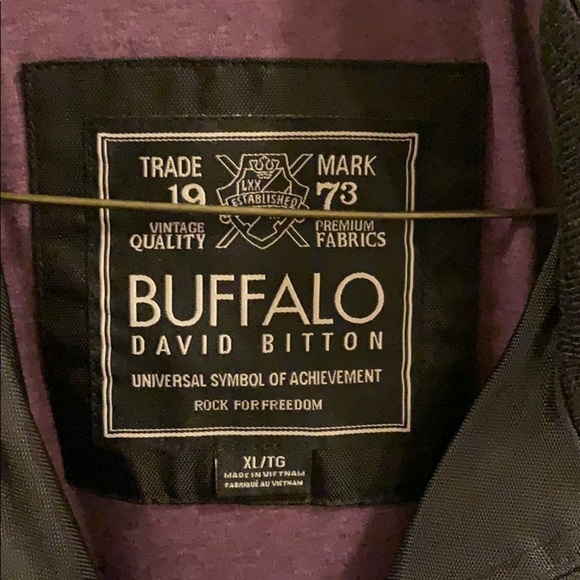 TRADE MARK
19 73
LXX
ESTABLISHED
VINTAGE PREMIUM
QUALITY FABRICS
BUFFALO
DAVID BITTON
UNIVERSAL SYMBOL OF ACHIEVEMENT
ROCK FOR FREEDOM
XL/TG
MADE IN VIETNAM
FABRIQUÉ AU VIETNAM